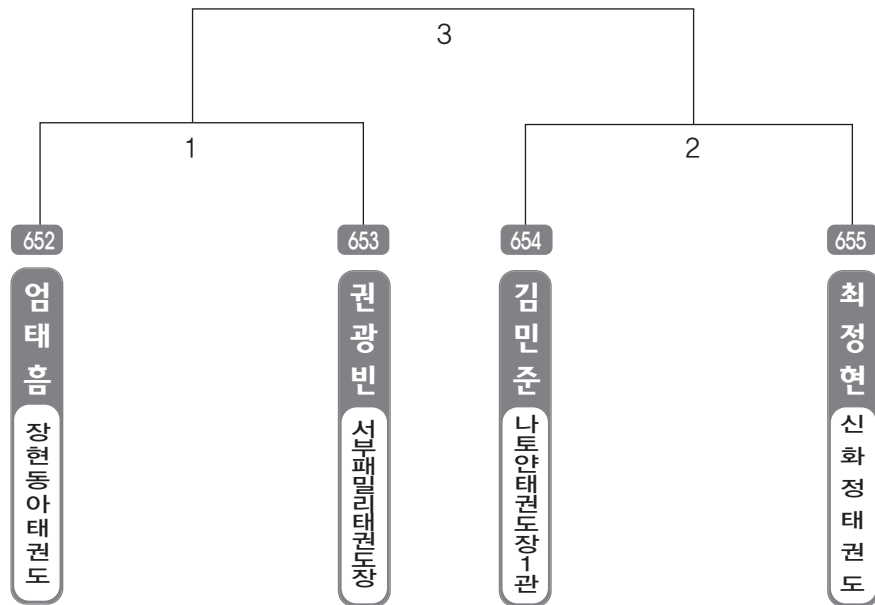 3
1
2
652
653
654
655
엄태흠
권광빈
김민준
최정현
장현동아태권도
서부패밀리태권도장
나토얀태권도장1관
신화정태권도